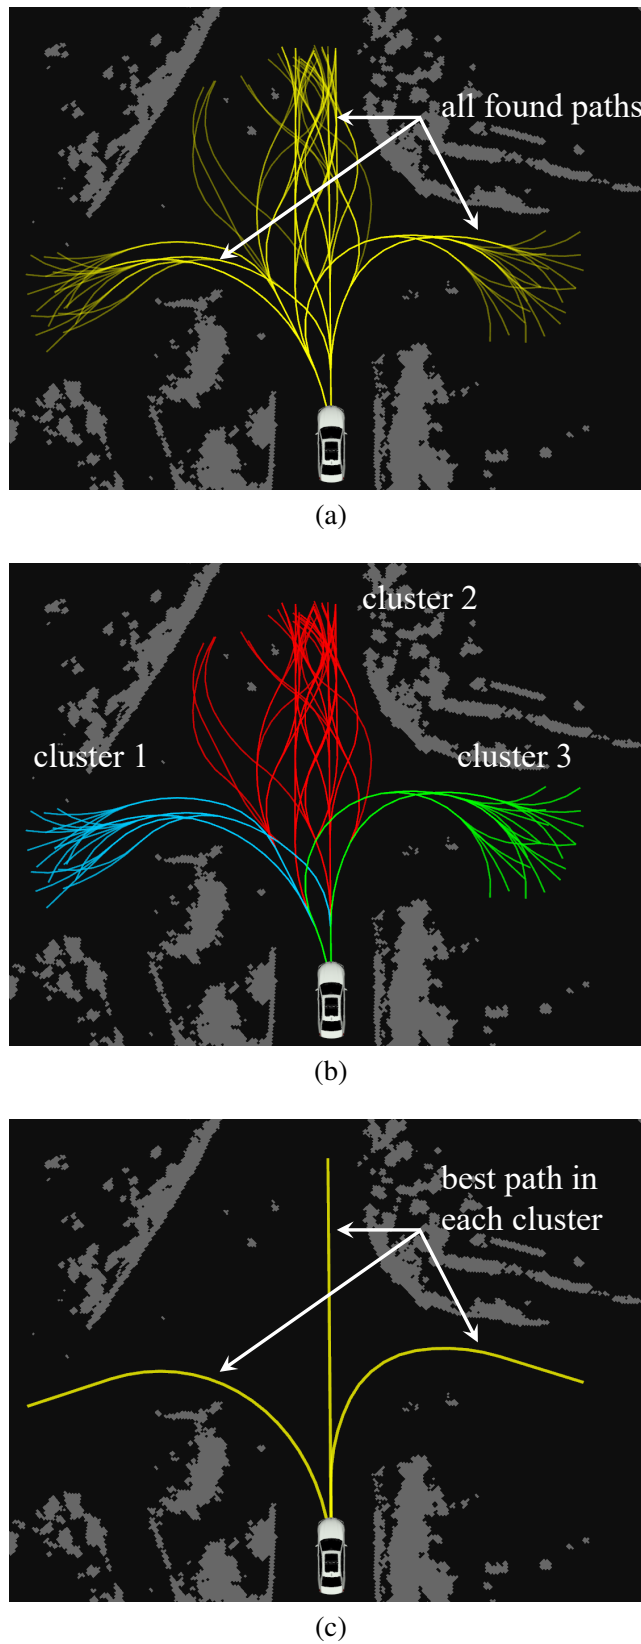 all found paths
(a)
cluster 2
cluster 1
cluster 3
(b)
best path in
each cluster
(c)